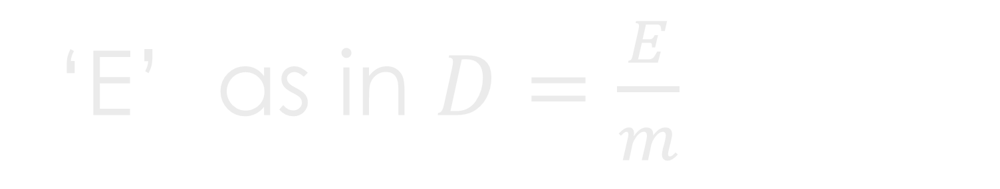 ‘E’ as in D = E/m